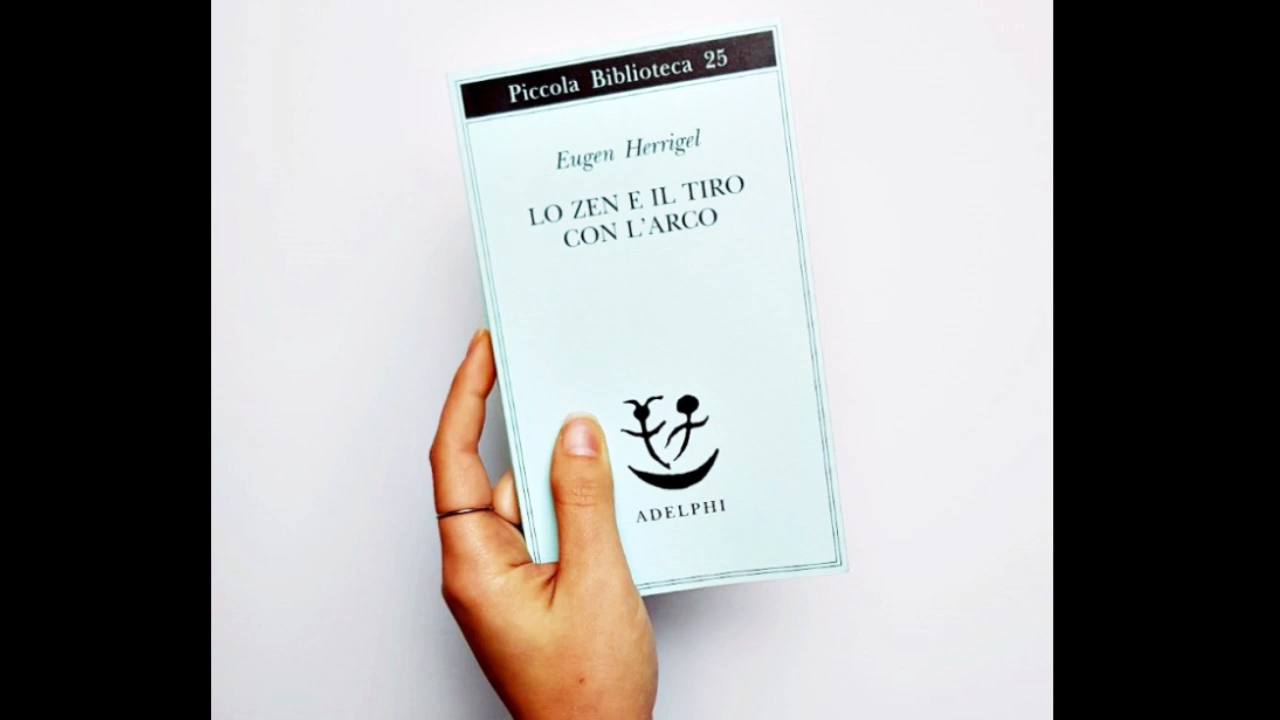 Piccola Biblioteca 25
Eugen Herrigel
LO ZEN E IL TIRO
CON L'ARCO
ADELPHI